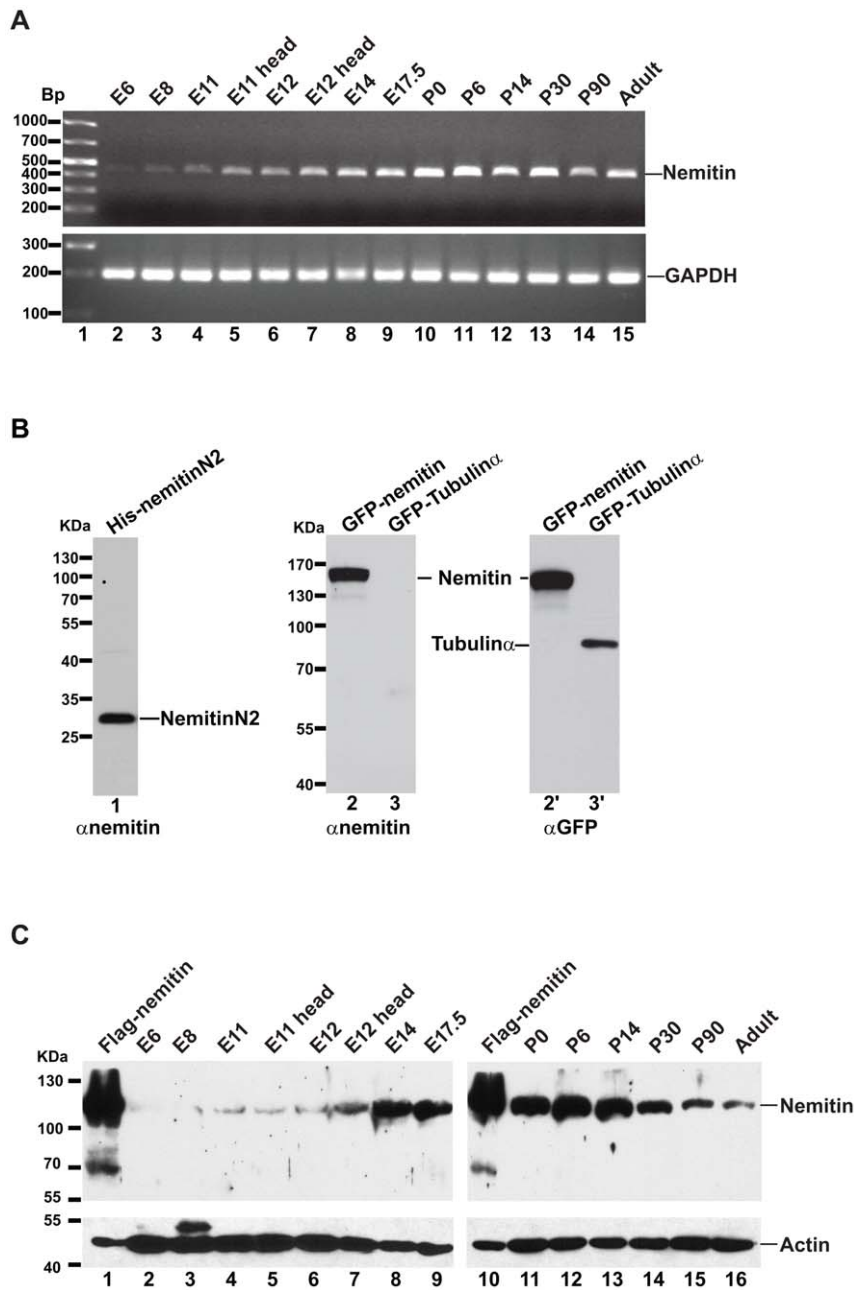 A
Bp E6 E8 E11 E11 head E12 E12 head E14 E17.5 P0 P6 P14 P30 P90 Adult
1000
700
500
400
300
200
Nemitin
300
200
100
GAPDH
1 2 3 4 5 6 7 8 9 10 11 12 13 14 15
B
KDa His-nemitinN2
130
100
70
55
40
35
25
NemitinN2
1
αnemitin
KDa GFP-nemitin GFP-Tubulinα
170
130
100
70
55
40
2 3
αnemitin
Nemitin
Tubulinα
GFP-nemitin GFP-Tubulinα
2' 3'
αGFP
C
KDa Flag-nemitin E6 E8 E11 E11 head E12 E12 head E14 E17.5 Flag-nemitin P0 P6 P14 P30 P90 Adult
130
100
70
55
Nemitin
55
40
Actin
1 2 3 4 5 6 7 8 9 10 11 12 13 14 15 16